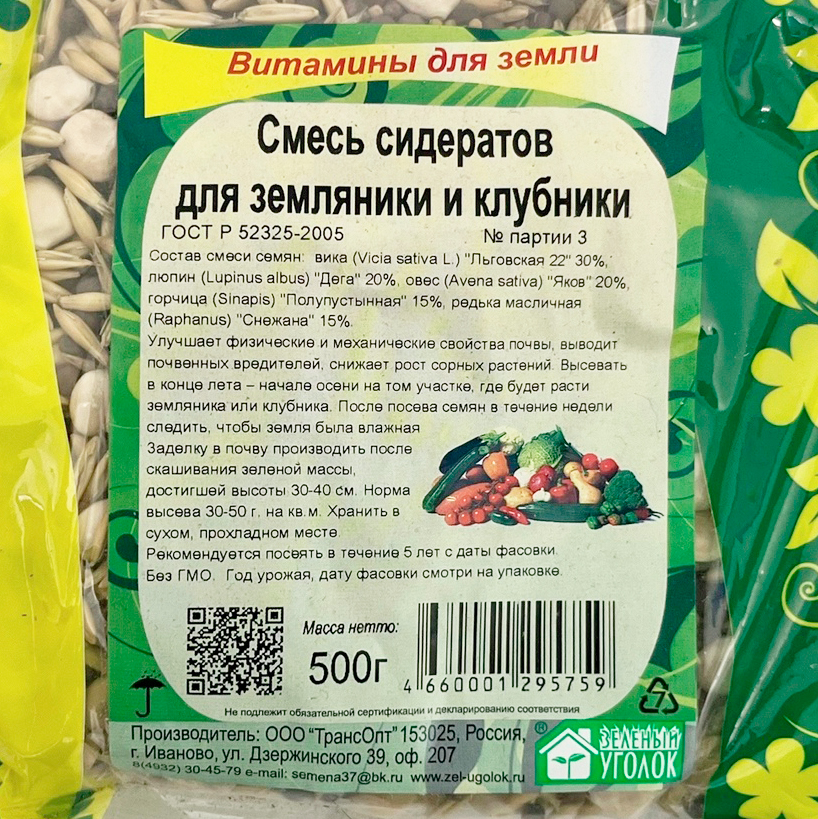 Витамины для земли
Смесь сидератов
для земляники и клубники
ГОСТ Р 52325-2005 № партии 3
Состав смеси семян: вика (Vicia sativa L.) "Льговская 22" 30%,
люпин (Lupinus albus) "Дега" 20%, овес (Avena sativa) "Яков" 20%,
горчица (Sinapis) "Полупустынная" 15%, редька масличная
(Raphanus) "Снежана" 15%.
Улучшает физические и механические свойства почвы, выводит
почвенных вредителей, снижает рост сорных растений. Высевать
в конце лета – начале осени на том участке, где будет расти
земляника или клубника. После посева семян в течение недели
следить, чтобы земля была влажная
Заделку в почву производить после
скашивания зеленой массы,
достигшей высоты 30-40 см. Норма
высева 30-50 г. на кв.м. Хранить в
сухом, прохладном месте.
Рекомендуется посеять в течение 5 лет с даты фасовки.
Без ГМО. Год урожая, дату фасовки смотри на упаковке.
Масса нетто:
500г
4 660001 295759
Не подлежит обязательной сертификации и декларированию соответствия
Производитель: ООО "ТрансОпт" 153025, Россия,
г. Иваново, ул. Дзержинского 39, оф. 207
8(4932) 30-45-79 e-mail: semena37@bk.ru www.zel-ugolok.ru
®
ЗЕЛЕНЫЙ
УГОЛОК
7